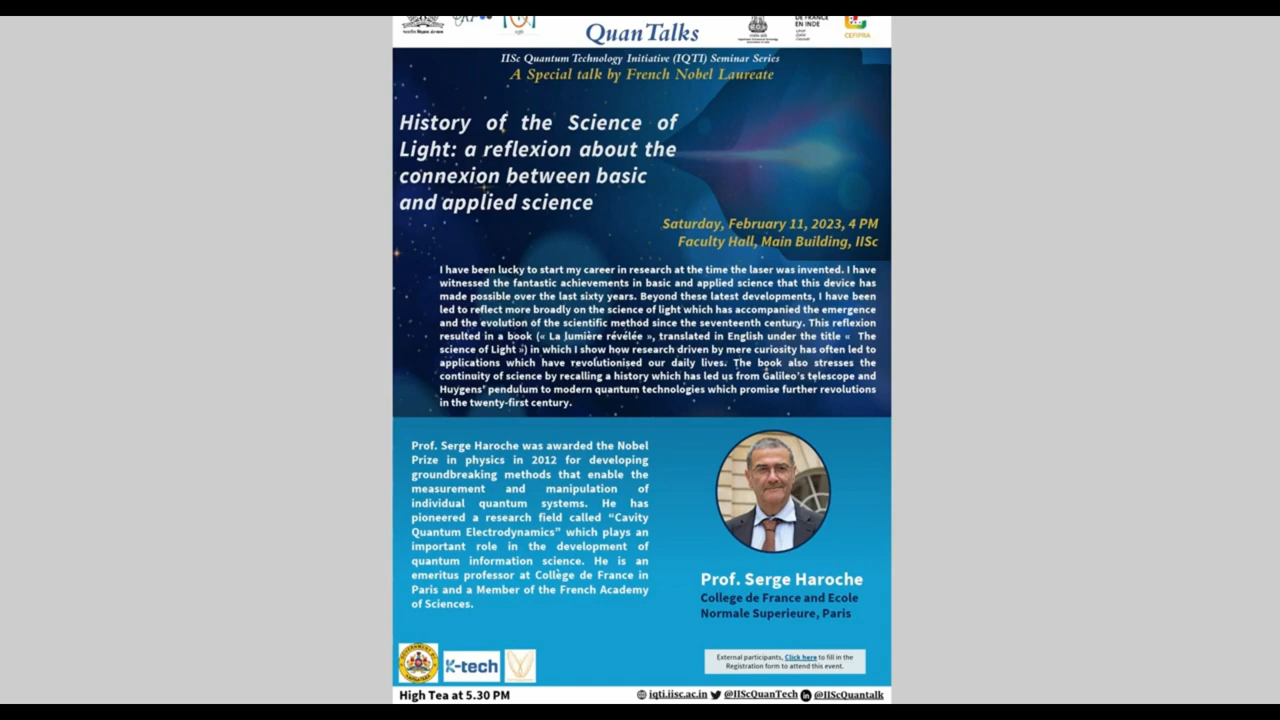 QuanTalks
DE FRANCE
EN INDE
CEFIPRA
IISc Quantum Technology Initiative (IQTI) Seminar Series
A Special talk by French Nobel Laureate
History of the Science of
Light: a reflexion about the
connexion between basic
and applied science
Saturday, February 11, 2023, 4 PM
Faculty Hall, Main Building, IISc
I have been lucky to start my career in research at the time the laser was invented. I have
witnessed the fantastic achievements in basic and applied science that this device has
made possible over the last sixty years. Beyond these latest developments, I have been
led to reflect more broadly on the science of light which has accompanied the emergence
and the evolution of the scientific method since the seventeenth century. This reflexion
resulted in a book (« La lumière révélée », translated in English under the title « The
science of Light ») in which I show how research driven by mere curiosity has often led to
applications which have revolutionised our daily lives. The book also stresses the
continuity of science by recalling a history which has led us from Galileo's telescope and
Huygens' pendulum to modern quantum technologies which promise further revolutions
in the twenty-first century.
Prof. Serge Haroche was awarded the Nobel
Prize in physics in 2012 for developing
groundbreaking methods that enable the
measurement and manipulation of
individual quantum systems. He has
pioneered a research field called “Cavity
Quantum Electrodynamics” which plays an
important role in the development of
quantum information science. He is an
emeritus professor at Collège de France in
Paris and a Member of the French Academy
of Sciences.
Prof. Serge Haroche
College de France and Ecole
Normale Superieure, Paris
K-tech
External participants, Click here to fill in the
Registration form to attend this event.
High Tea at 5.30 PM
iqti.iisc.ac.in @IIScQuanTech @IIScQuantalk